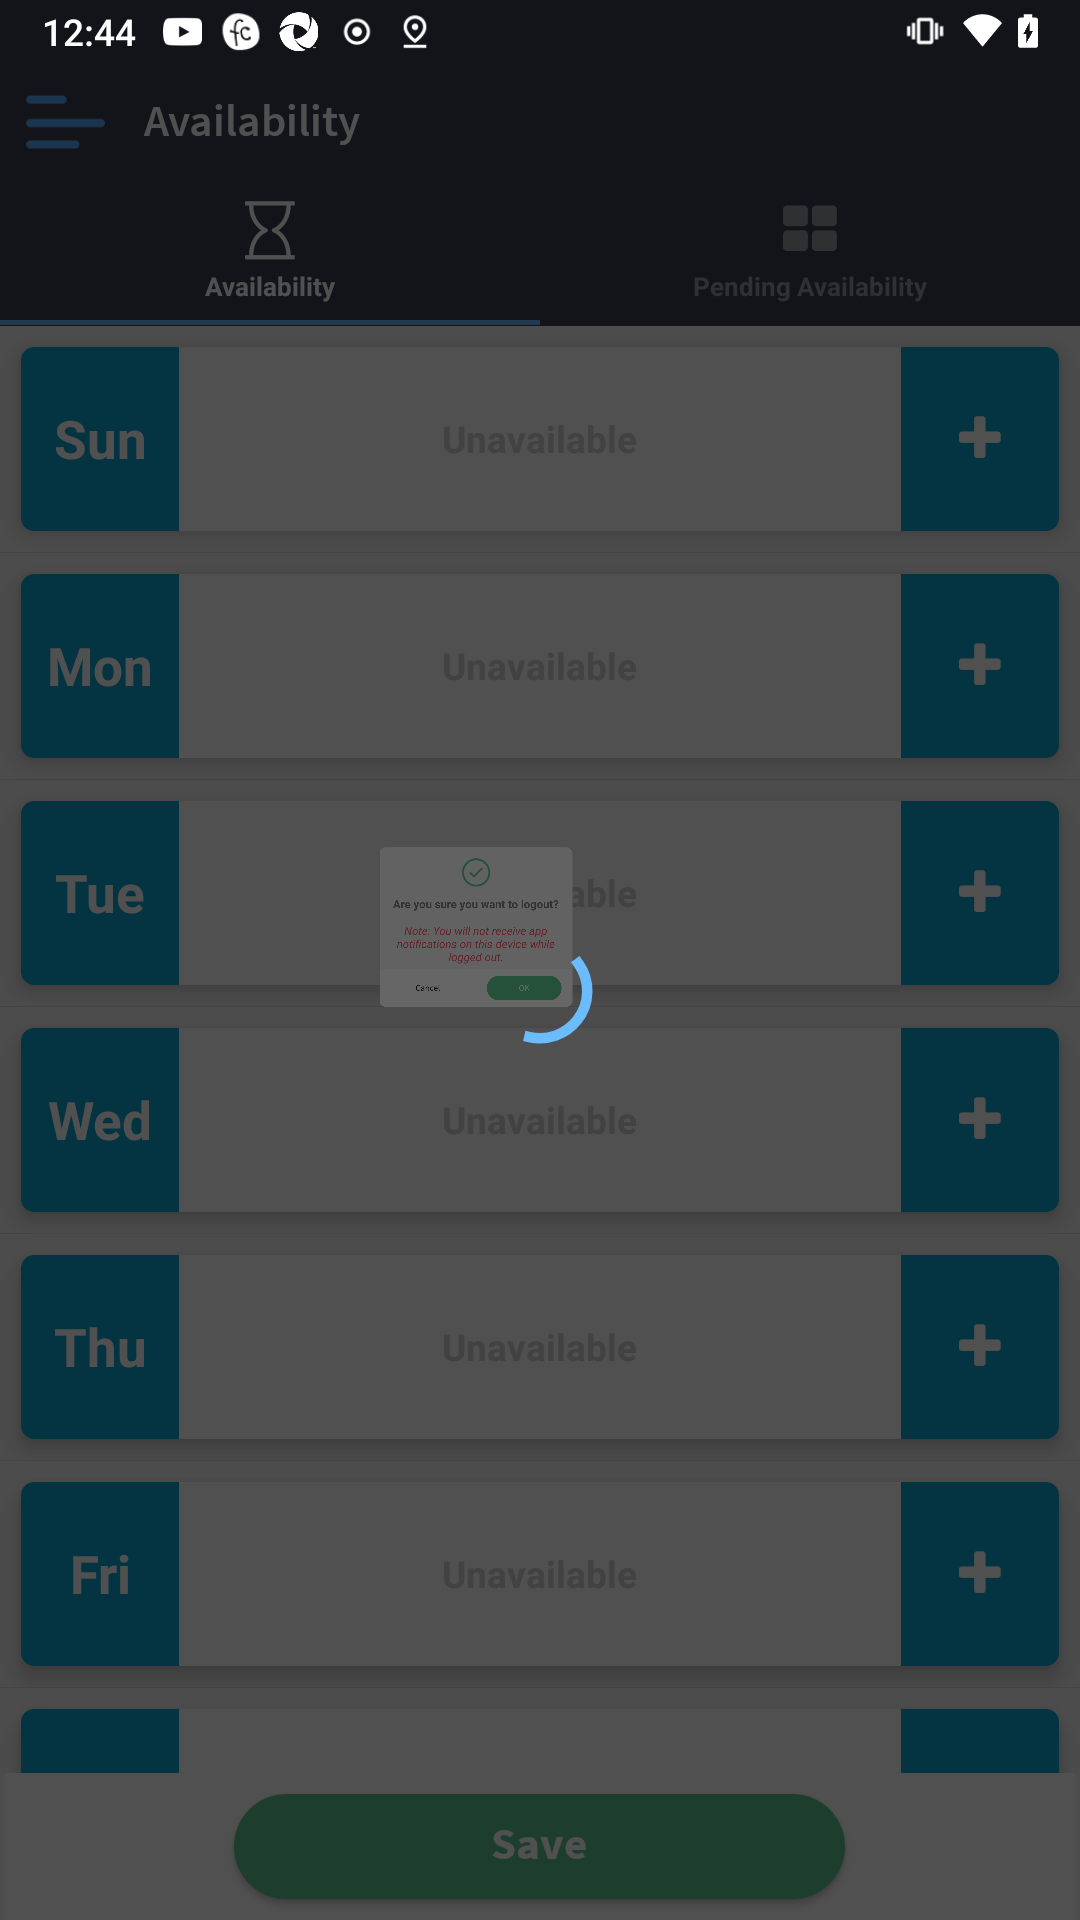 12:44
Availability
Availability
Pending Availability
Sun
Unavailable
Mon
Unavailable
Tue
able
Are you sure you want to logout?
Note: You will not receive app
notifications on this device while
logged out.
Cancel
OK
Wed
Unavailable
Thu
Unavailable
Fri
Unavailable
Save